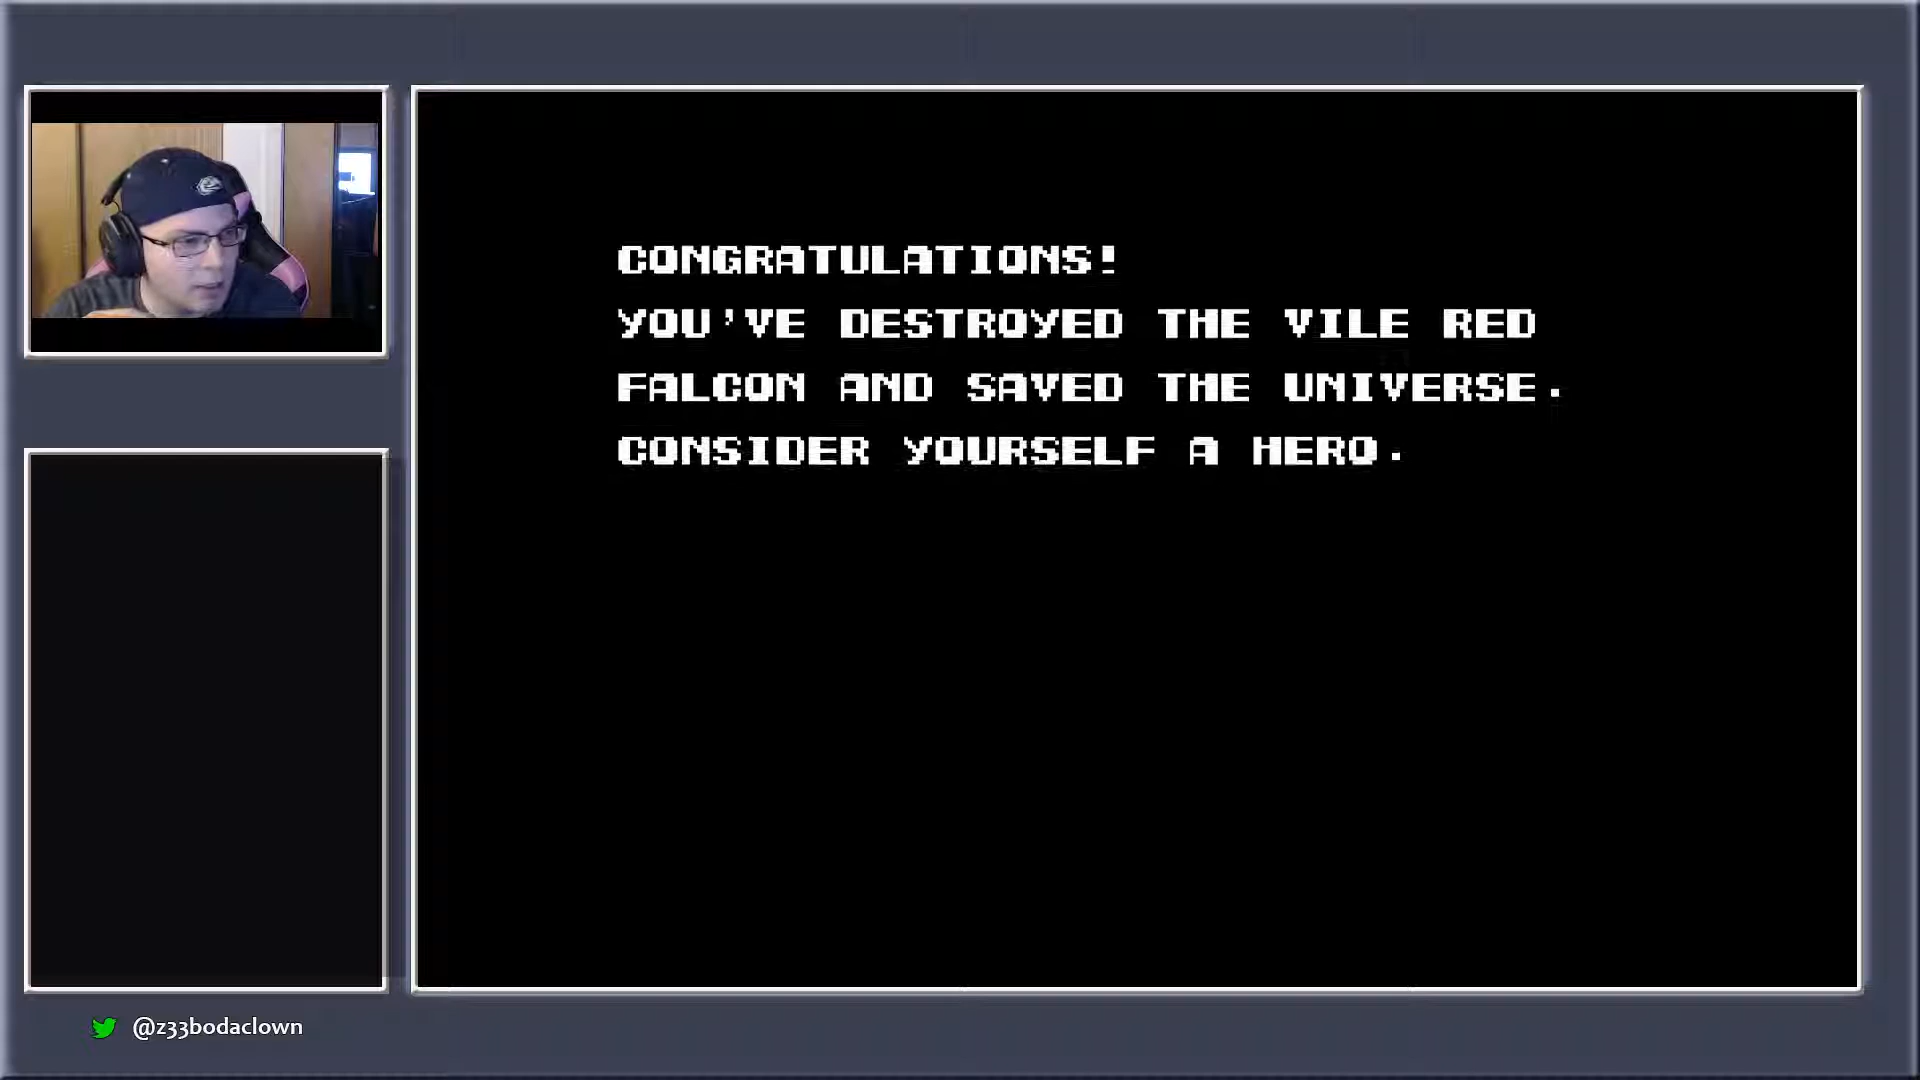 CONGRATULATIONS!
YOU'VE DESTROYED THE VILE RED
FALCON AND SAVED THE UNIVERSE.
CONSIDER YOURSELF A HERO.
@z33bodaclown